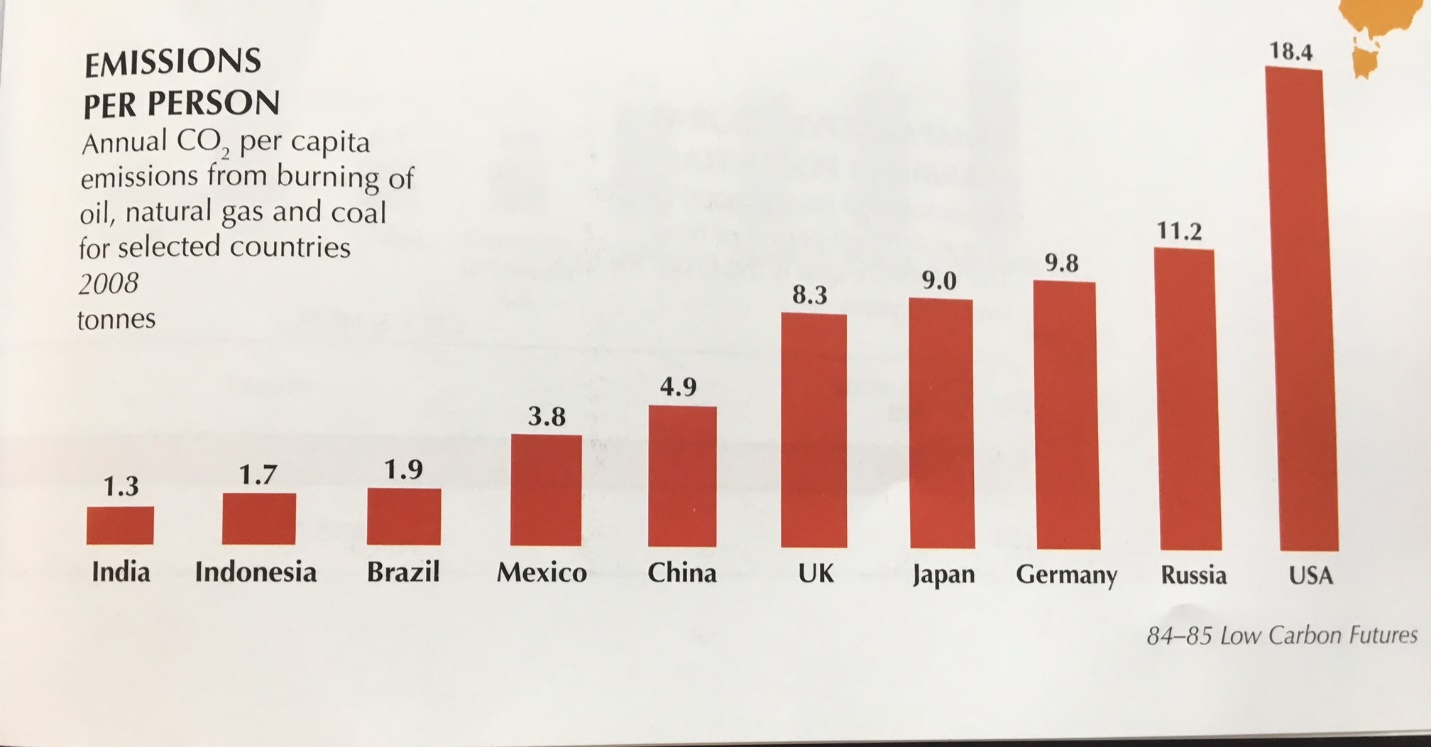 EMISSIONS
PER PERSON
Annual CO₂ per capita
emissions from burning of
oil, natural gas and coal
for selected countries
2008
tonnes
1.3
1.7
1.9
3.8
4.9
8.3
9.0
9.8
11.2
18.4
India
Indonesia
Brazil
Mexico
China
UK
Japan
Germany
Russia
USA
84–85 Low Carbon Futures